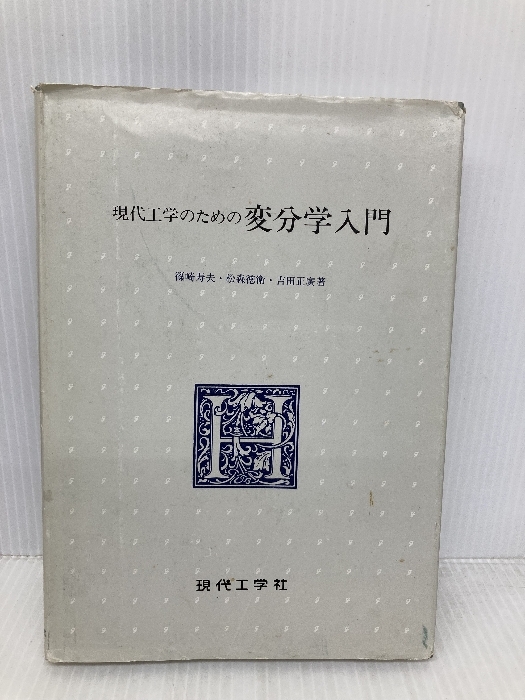 現代工学のための変分学入門
篠崎寿夫・松森徳衛・吉田正廣著
H
現代工学社